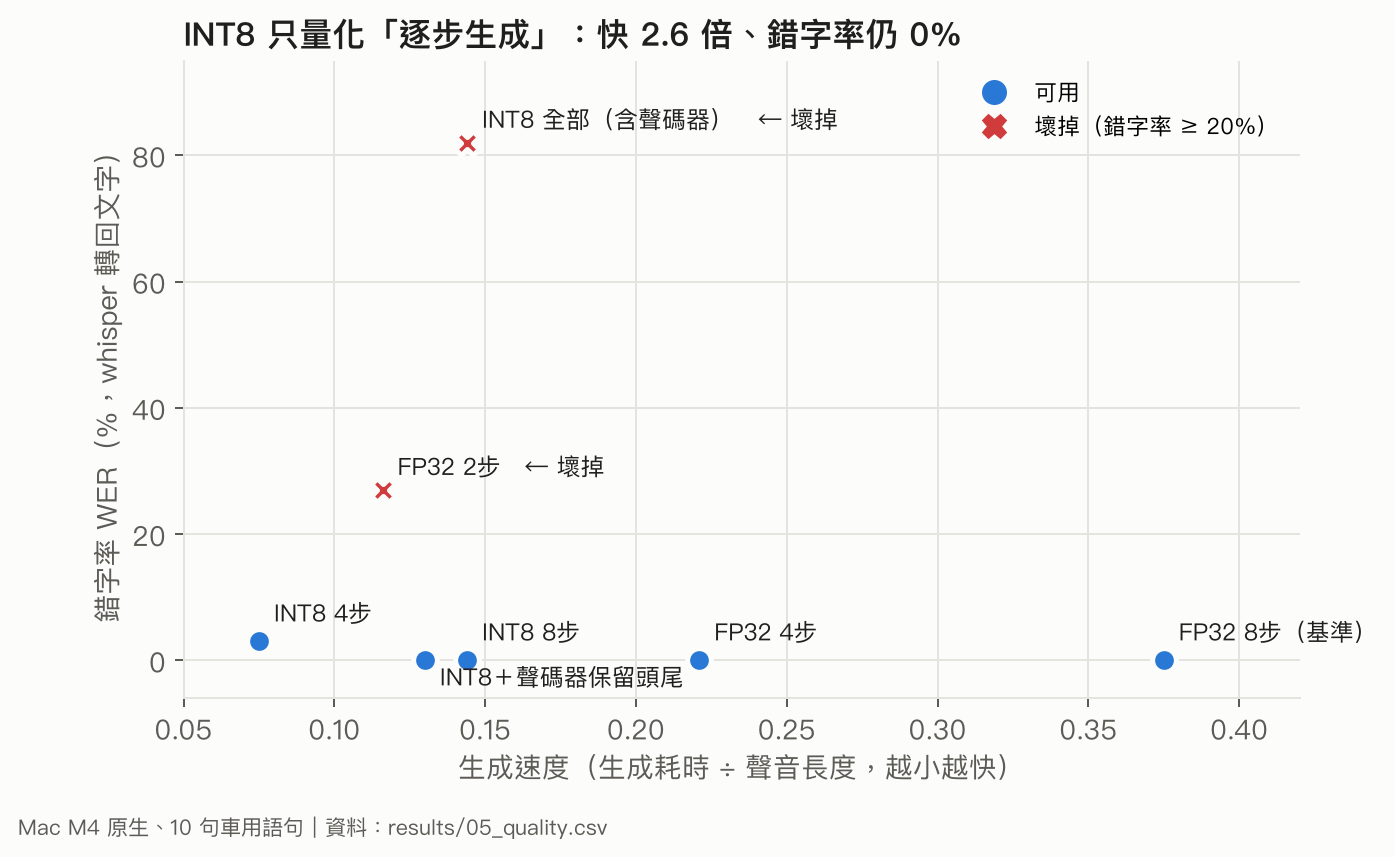 INT8 只量化「逐步生成」：快 2.6 倍、錯字率仍 0%
可用
壞掉（錯字率 ≥ 20%）
INT8 全部（含聲碼器） ← 壞掉
FP32 2步 ← 壞掉
INT8 4步
INT8 8步
INT8＋聲碼器保留頭尾
FP32 4步
FP32 8步（基準）
錯字率 WER（%，whisper 轉回文字）
80
60
40
20
0
0.05 0.10 0.15 0.20 0.25 0.30 0.35 0.40
生成速度（生成耗時 ÷ 聲音長度，越小越快）
Mac M4 原生、10 句車用語句｜資料：results/05_quality.csv